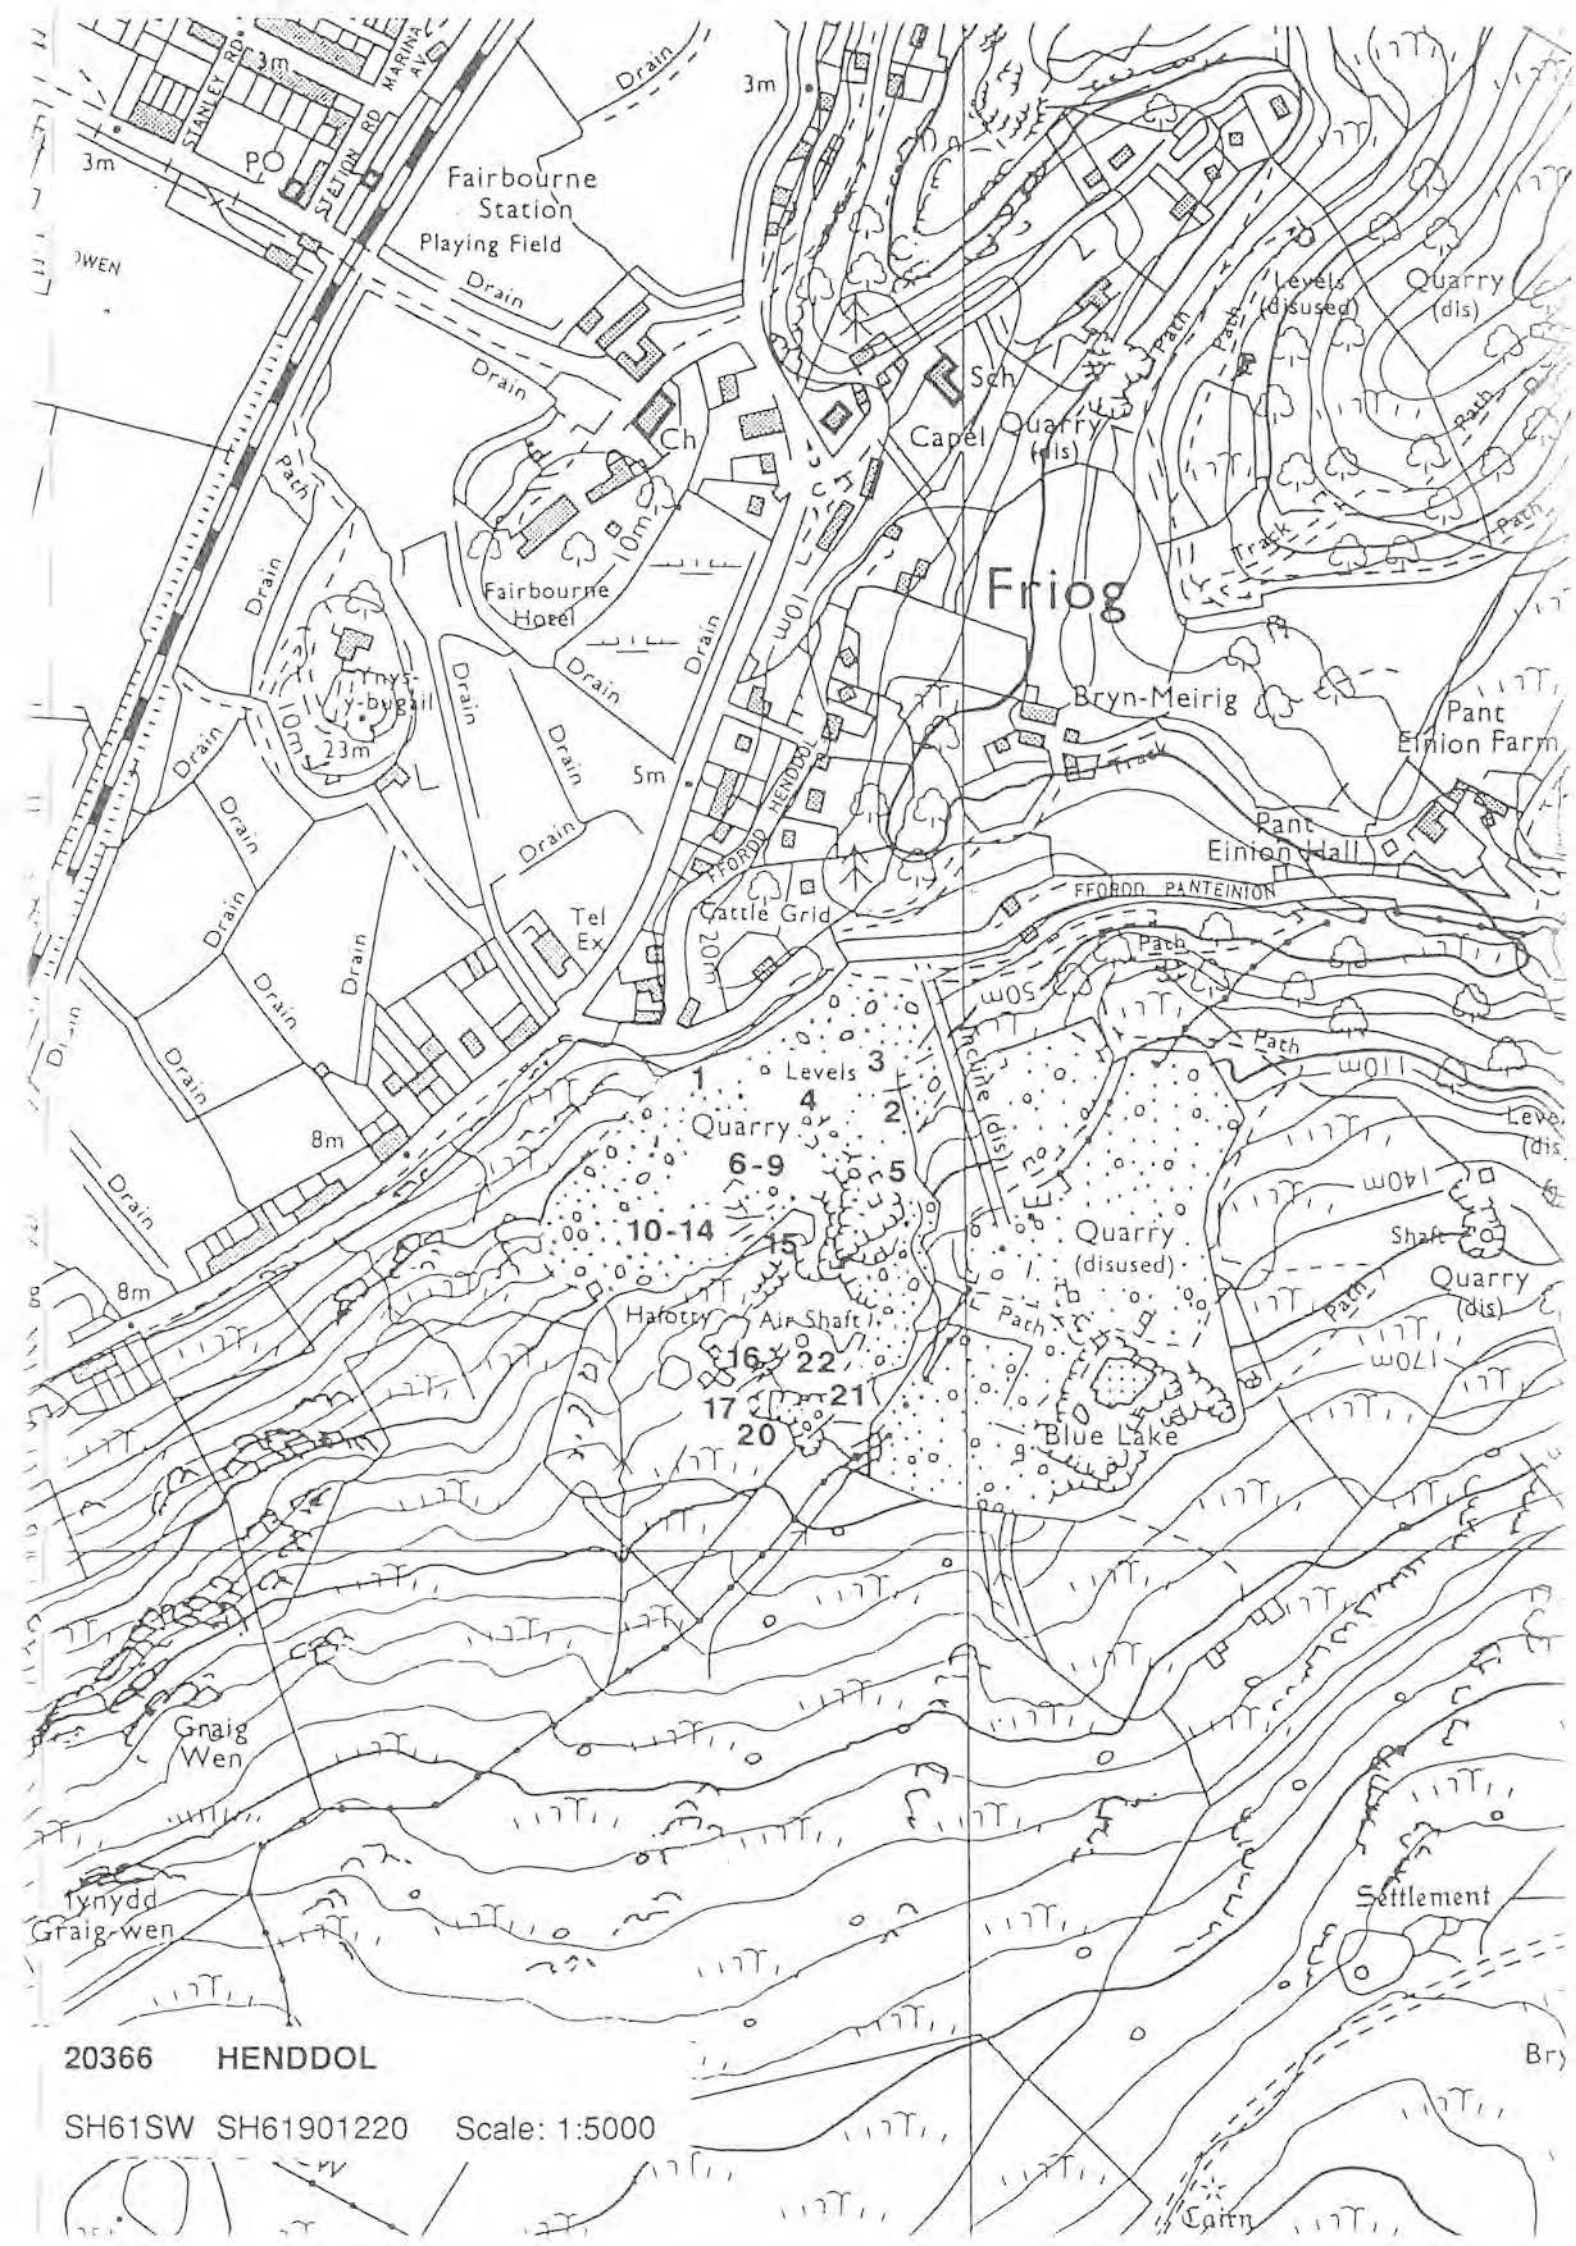 STANLEY RD
3m
MARINA AV
STATION RD
PO
3m
Fairbourne
Station
Playing Field
Drain
3m
Drain
Drain
Levels
(disused)
Quarry
(dis)
Path
Path
Path
Sch
Capel
Quarry
(dis)
Ch
Path
Drain
10m
Fairbourne
Hotel
Drain
Drain
10m
Friog
Track
Path
Ynys-
y-bugail
10m
23m
Drain
Drain
Drain
5m
Bryn-Meirig
Track
Pant
Einion Farm
Pant
Einion Hall
FFORDD HENDDOL
FFORDD PANTEINION
Drain
Drain
Drain
Drain
Drain
Drain
Tel
Ex
Cattle Grid
20m
Path
50m
Path
110m
Incline (dis)
1
Levels
3
4
2
Quarry
6-9
5
10-14
15
Drain
8m
Drain
8m
140m
Shaft
Quarry
(disused)
Quarry
(dis)
Path
170m
Hafotty
Air Shaft
Path
16
22
17
21
20
Blue Lake
Gnaig
Wen
Tynydd
Graig-wen
Settlement
20366 HENDDOL
SH61SW SH61901220 Scale: 1:5000
Cairn